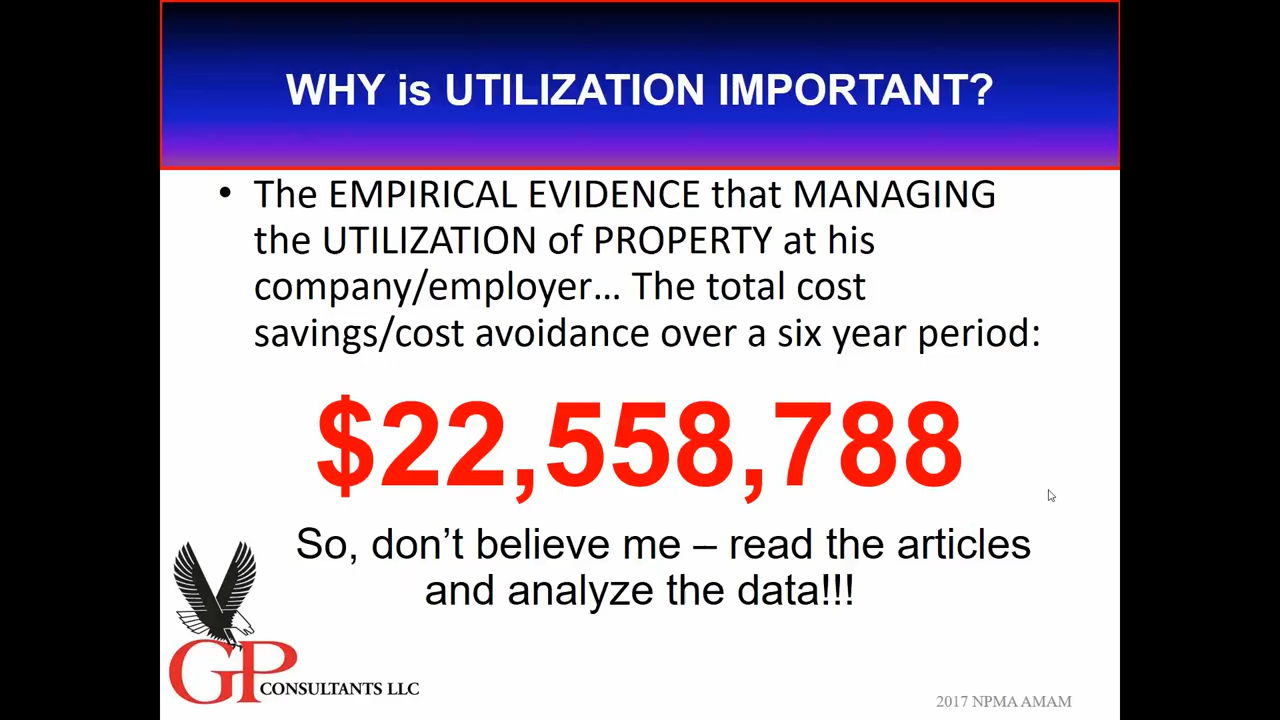 WHY is UTILIZATION IMPORTANT?
• The EMPIRICAL EVIDENCE that MANAGING
the UTILIZATION of PROPERTY at his
company/employer… The total cost
savings/cost avoidance over a six year period:
$22,558,788
So, don’t believe me – read the articles
and analyze the data!!!
GP CONSULTANTS LLC
2017 NPMA AMAM